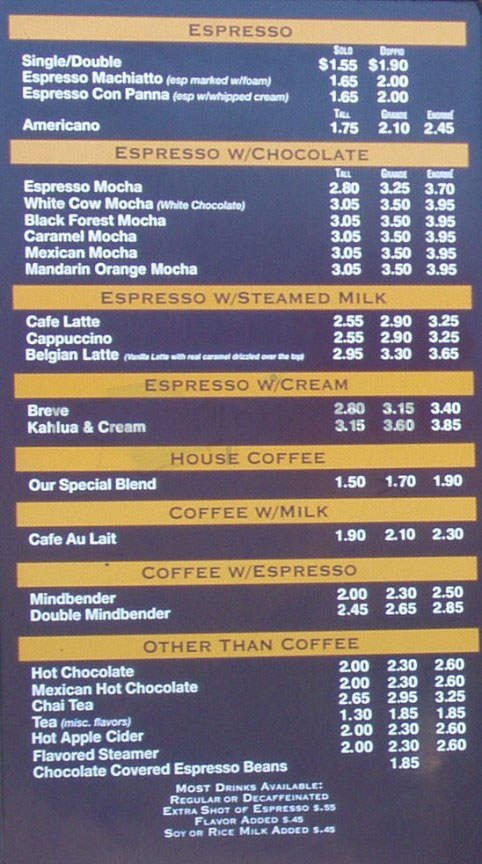 ESPRESSO
SOLO DOPPIO
Single/Double $1.55 $1.90
Espresso Machiatto (esp marked w/foam) 1.65 2.00
Espresso Con Panna (esp w/whipped cream) 1.65 2.00
TALL GRANDE ENORMÉ
Americano 1.75 2.10 2.45
ESPRESSO W/CHOCOLATE
TALL GRANDE ENORMÉ
Espresso Mocha 2.80 3.25 3.70
White Cow Mocha (White Chocolate) 3.05 3.50 3.95
Black Forest Mocha 3.05 3.50 3.95
Caramel Mocha 3.05 3.50 3.95
Mexican Mocha 3.05 3.50 3.95
Mandarin Orange Mocha 3.05 3.50 3.95
ESPRESSO W/STEAMED MILK
Cafe Latte 2.55 2.90 3.25
Cappuccino 2.55 2.90 3.25
Belgian Latte (Vanilla Latte with real caramel drizzled over the top) 2.95 3.30 3.65
ESPRESSO W/CREAM
Breve 2.80 3.15 3.40
Kahlua & Cream 3.15 3.60 3.85
HOUSE COFFEE
Our Special Blend 1.50 1.70 1.90
COFFEE W/MILK
Cafe Au Lait 1.90 2.10 2.30
COFFEE W/ESPRESSO
Mindbender 2.00 2.30 2.50
Double Mindbender 2.45 2.65 2.85
OTHER THAN COFFEE
Hot Chocolate 2.00 2.30 2.60
Mexican Hot Chocolate 2.00 2.30 2.60
Chai Tea 2.65 2.95 3.25
Tea (misc. flavors) 1.30 1.85 1.85
Hot Apple Cider 2.00 2.30 2.60
Flavored Steamer 2.00 2.30 2.60
Chocolate Covered Espresso Beans 1.85
MOST DRINKS AVAILABLE:
REGULAR OR DECAFFEINATED
EXTRA SHOT OF ESPRESSO $.55
FLAVOR ADDED $.45
SOY OR RICE MILK ADDED $.45